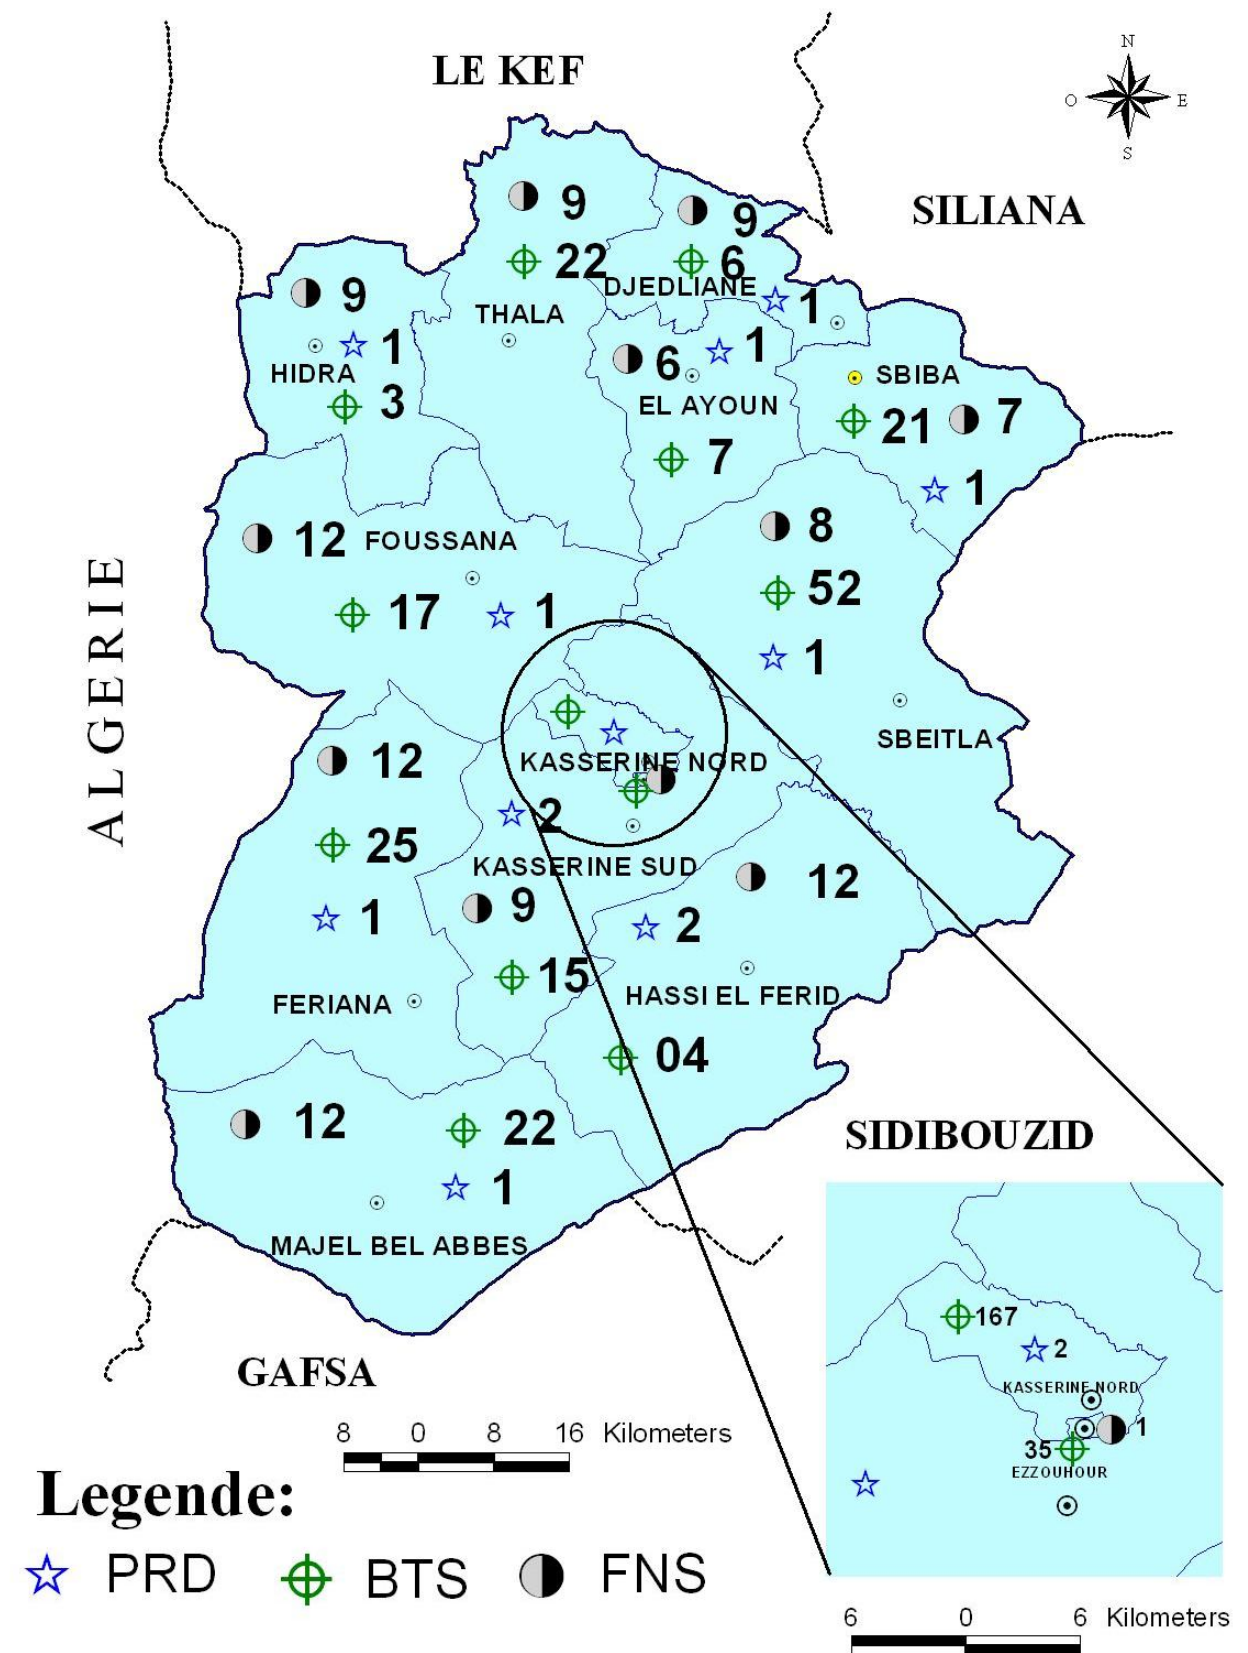 LE KEF
N
O
E
S
SILIANA
9
22
THALA
9
6
DJEDLIANE
1
9
1
HIDRA
3
6
1
EL AYOUN
7
SBIBA
21
7
1
12
FOUSSANA
17
1
8
52
1
SBEITLA
ALGERIE
KASSERINE NORD
2
KASSERINE SUD
9
15
12
25
1
FERIANA
12
2
HASSI EL FERID
04
12
22
1
MAJEL BEL ABBES
SIDIBOUZID
167
2
KASSERINE NORD
1
35
EZZOUHOUR
GAFSA
8 0 8 16 Kilometers
Legende:
PRD BTS FNS
6 0 6 Kilometers